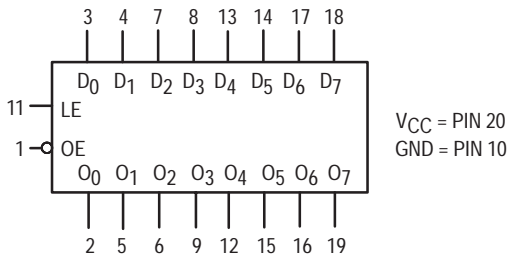 3 4 7 8 13 14 17 18
D0 D1 D2 D3 D4 D5 D6 D7
11 LE
VCC = PIN 20
1 OE
GND = PIN 10
O0 O1 O2 O3 O4 O5 O6 O7
2 5 6 9 12 15 16 19